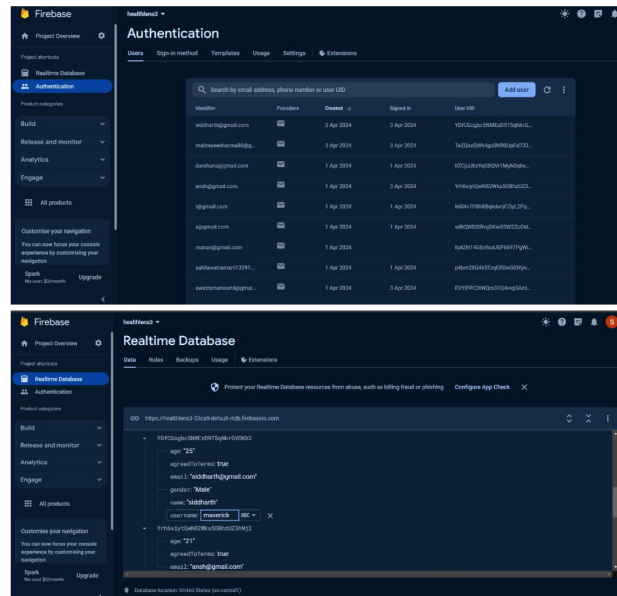 Firebase
healthlens3
Project Overview
Authentication
Users Sign-in method Templates Usage Settings Extensions
Project shortcuts
Realtime Database
Authentication
Product categories
Build
Release and monitor
Analytics
Engage
All products
Customise your navigation
You can now focus your console
experience by customising your
navigation
Spark
No cost $0/month
Upgrade
Search by email address, phone number or user UID
Add user
Identifier Providers Created Signed in User UID
siddharth@gmail.com 3 Apr 2024 3 Apr 2024
3 Apr 2024 3 Apr 2024
darshana@gmail.com 1 Apr 2024 1 Apr 2024
ansh@gmail.com 1 Apr 2024 3 Apr 2024
1 Apr 2024 1 Apr 2024
1 Apr 2024 1 Apr 2024
manas@gmail.com 1 Apr 2024
1 Apr 2024 1 Apr 2024
1 Apr 2024 3 Apr 2024
Firebase
healthlens3
S
Project Overview
Realtime Database
Data Rules Backups Usage Extensions
Project shortcuts
Realtime Database
Authentication
Product categories
Build
Release and monitor
Analytics
Engage
All products
Customise your navigation
You can now focus your console
experience by customising your
navigation
Spark
No cost $0/month
Upgrade
Protect your Realtime Database resources from abuse, such as billing fraud or phishing Configure App Check
https://healthlens3-53ca9-default-rtdb.firebaseio.com
age: "25"
agreedToTerms: true
email: "siddharth@gmail.com"
gender: "Male"
name: "siddharth"
username: maverick ABC
age: "21"
agreedToTerms: true
email: "ansh@gmail.com"
Database location: United States (us-central1)